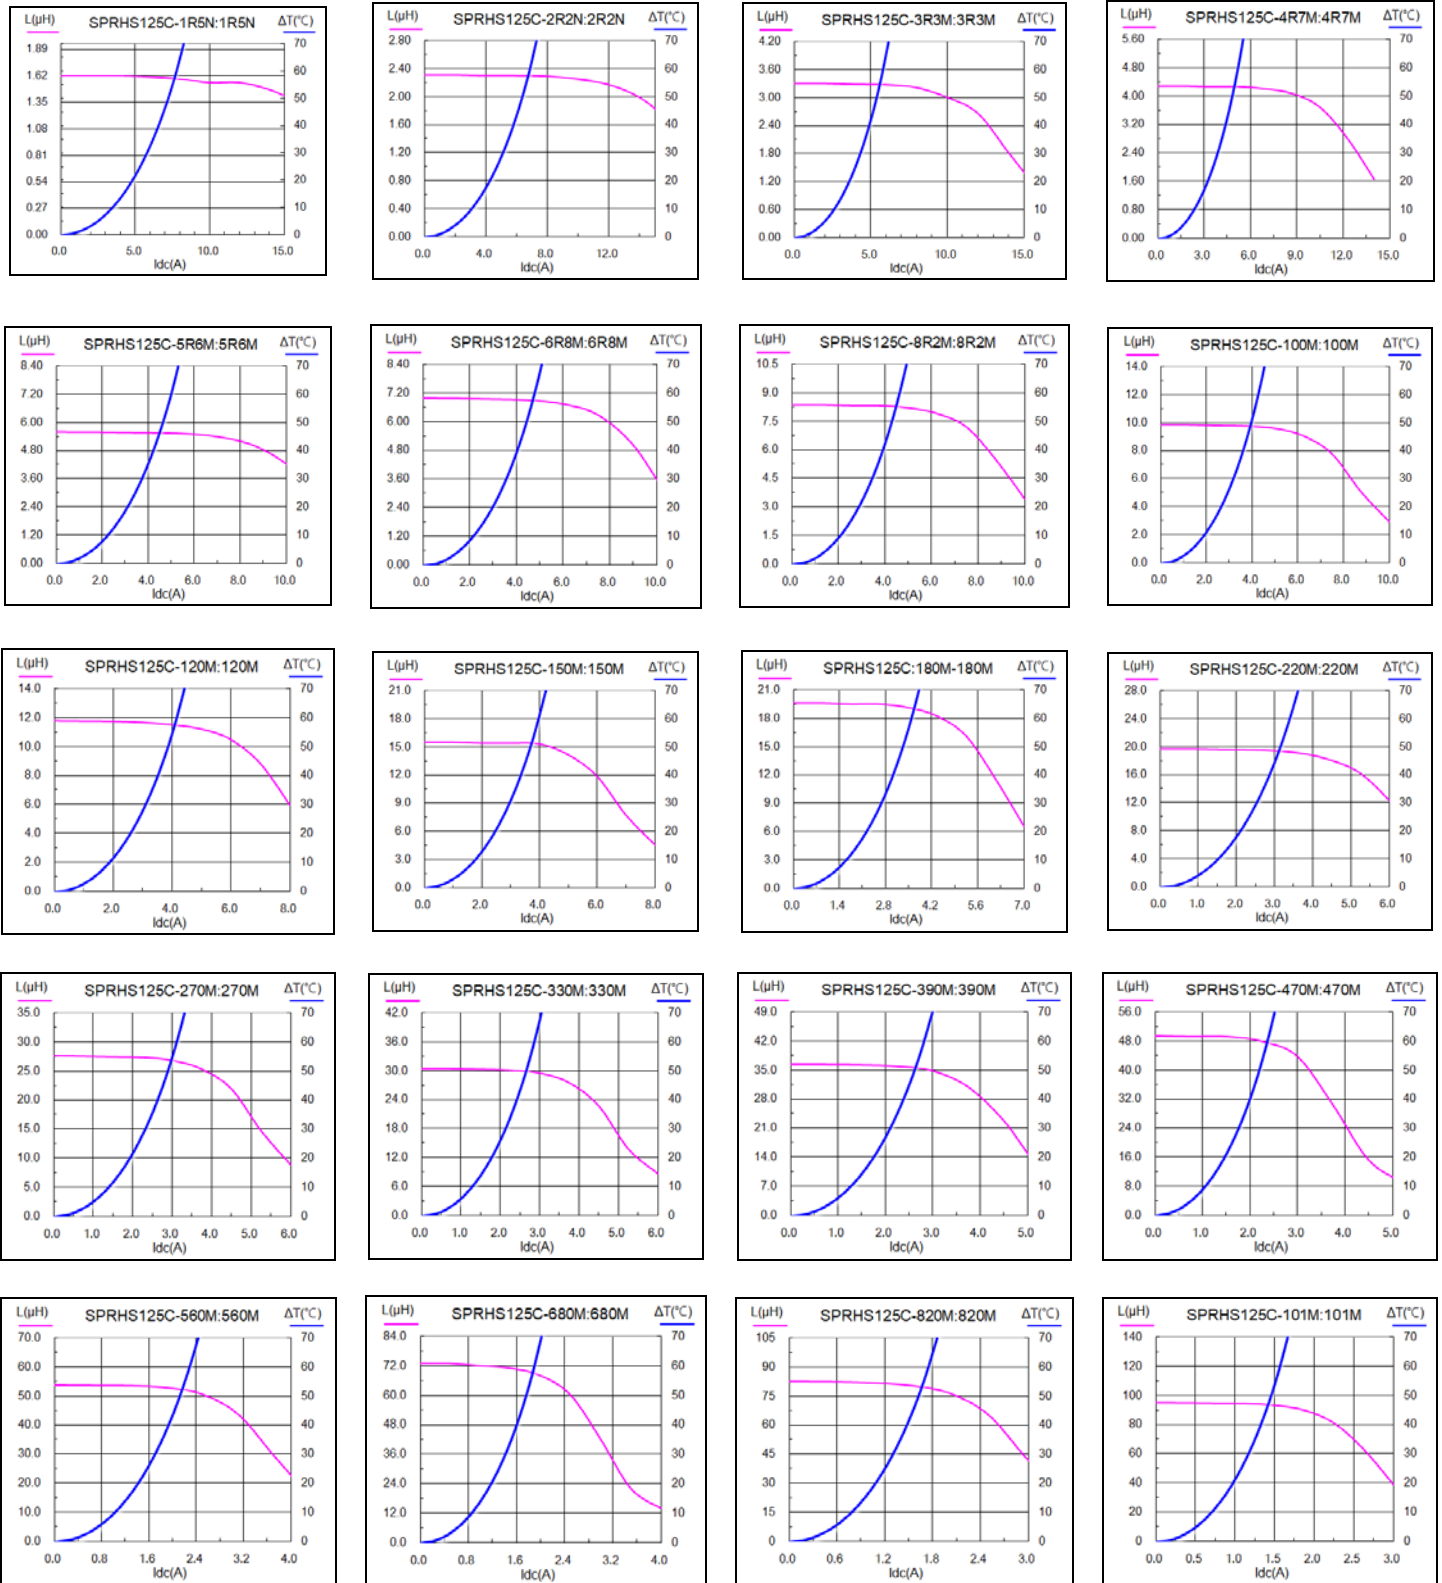 L(µH) SPRHS125C-1R5N:1R5N ΔT(℃)
1.89 70
1.62 60
1.35 50
1.08 40
0.81 30
0.54 20
0.27 10
0.00 0
0.0 5.0 10.0 15.0
Idc(A)
L(µH) SPRHS125C-2R2N:2R2N ΔT(℃)
2.80 70
2.40 60
2.00 50
1.60 40
1.20 30
0.80 20
0.40 10
0.00 0
0.0 4.0 8.0 12.0
Idc(A)
L(µH) SPRHS125C-3R3M:3R3M ΔT(℃)
4.20 70
3.60 60
3.00 50
2.40 40
1.80 30
1.20 20
0.60 10
0.00 0
0.0 5.0 10.0 15.0
Idc(A)
L(µH) SPRHS125C-4R7M:4R7M ΔT(℃)
5.60 70
4.80 60
4.00 50
3.20 40
2.40 30
1.60 20
0.80 10
0.00 0
0.0 3.0 6.0 9.0 12.0 15.0
Idc(A)
L(µH) SPRHS125C-5R6M:5R6M ΔT(℃)
8.40 70
7.20 60
6.00 50
4.80 40
3.60 30
2.40 20
1.20 10
0.00 0
0.0 2.0 4.0 6.0 8.0 10.0
Idc(A)
L(µH) SPRHS125C-6R8M:6R8M ΔT(℃)
8.40 70
7.20 60
6.00 50
4.80 40
3.60 30
2.40 20
1.20 10
0.00 0
0.0 2.0 4.0 6.0 8.0 10.0
Idc(A)
L(µH) SPRHS125C-8R2M:8R2M ΔT(℃)
10.5 70
9.0 60
7.5 50
6.0 40
4.5 30
3.0 20
1.5 10
0.0 0
0.0 2.0 4.0 6.0 8.0 10.0
Idc(A)
L(µH) SPRHS125C-100M:100M ΔT(℃)
14.0 70
12.0 60
10.0 50
8.0 40
6.0 30
4.0 20
2.0 10
0.0 0
0.0 2.0 4.0 6.0 8.0 10.0
Idc(A)
L(µH) SPRHS125C-120M:120M ΔT(℃)
14.0 70
12.0 60
10.0 50
8.0 40
6.0 30
4.0 20
2.0 10
0.0 0
0.0 2.0 4.0 6.0 8.0
Idc(A)
L(µH) SPRHS125C-150M:150M ΔT(℃)
21.0 70
18.0 60
15.0 50
12.0 40
9.0 30
6.0 20
3.0 10
0.0 0
0.0 2.0 4.0 6.0 8.0
Idc(A)
L(µH) SPRHS125C:180M-180M ΔT(℃)
21.0 70
18.0 60
15.0 50
12.0 40
9.0 30
6.0 20
3.0 10
0.0 0
0.0 1.4 2.8 4.2 5.6 7.0
Idc(A)
L(µH) SPRHS125C-220M:220M ΔT(℃)
28.0 70
24.0 60
20.0 50
16.0 40
12.0 30
8.0 20
4.0 10
0.0 0
0.0 1.0 2.0 3.0 4.0 5.0 6.0
Idc(A)
L(µH) SPRHS125C-270M:270M ΔT(℃)
35.0 70
30.0 60
25.0 50
20.0 40
15.0 30
10.0 20
5.0 10
0.0 0
0.0 1.0 2.0 3.0 4.0 5.0 6.0
Idc(A)
L(µH) SPRHS125C-330M:330M ΔT(℃)
42.0 70
36.0 60
30.0 50
24.0 40
18.0 30
12.0 20
6.0 10
0.0 0
0.0 1.0 2.0 3.0 4.0 5.0 6.0
Idc(A)
L(µH) SPRHS125C-390M:390M ΔT(℃)
49.0 70
42.0 60
35.0 50
28.0 40
21.0 30
14.0 20
7.0 10
0.0 0
0.0 1.0 2.0 3.0 4.0 5.0
Idc(A)
L(µH) SPRHS125C-470M:470M ΔT(℃)
56.0 70
48.0 60
40.0 50
32.0 40
24.0 30
16.0 20
8.0 10
0.0 0
0.0 1.0 2.0 3.0 4.0 5.0
Idc(A)
L(µH) SPRHS125C-560M:560M ΔT(℃)
70.0 70
60.0 60
50.0 50
40.0 40
30.0 30
20.0 20
10.0 10
0.0 0
0.0 0.8 1.6 2.4 3.2 4.0
Idc(A)
L(µH) SPRHS125C-680M:680M ΔT(℃)
84.0 70
72.0 60
60.0 50
48.0 40
36.0 30
24.0 20
12.0 10
0.0 0
0.0 0.8 1.6 2.4 3.2 4.0
Idc(A)
L(µH) SPRHS125C-820M:820M ΔT(℃)
105 70
90 60
75 50
60 40
45 30
30 20
15 10
0 0
0.0 0.6 1.2 1.8 2.4 3.0
Idc(A)
L(µH) SPRHS125C-101M:101M ΔT(℃)
140 70
120 60
100 50
80 40
60 30
40 20
20 10
0 0
0.0 0.5 1.0 1.5 2.0 2.5 3.0
Idc(A)